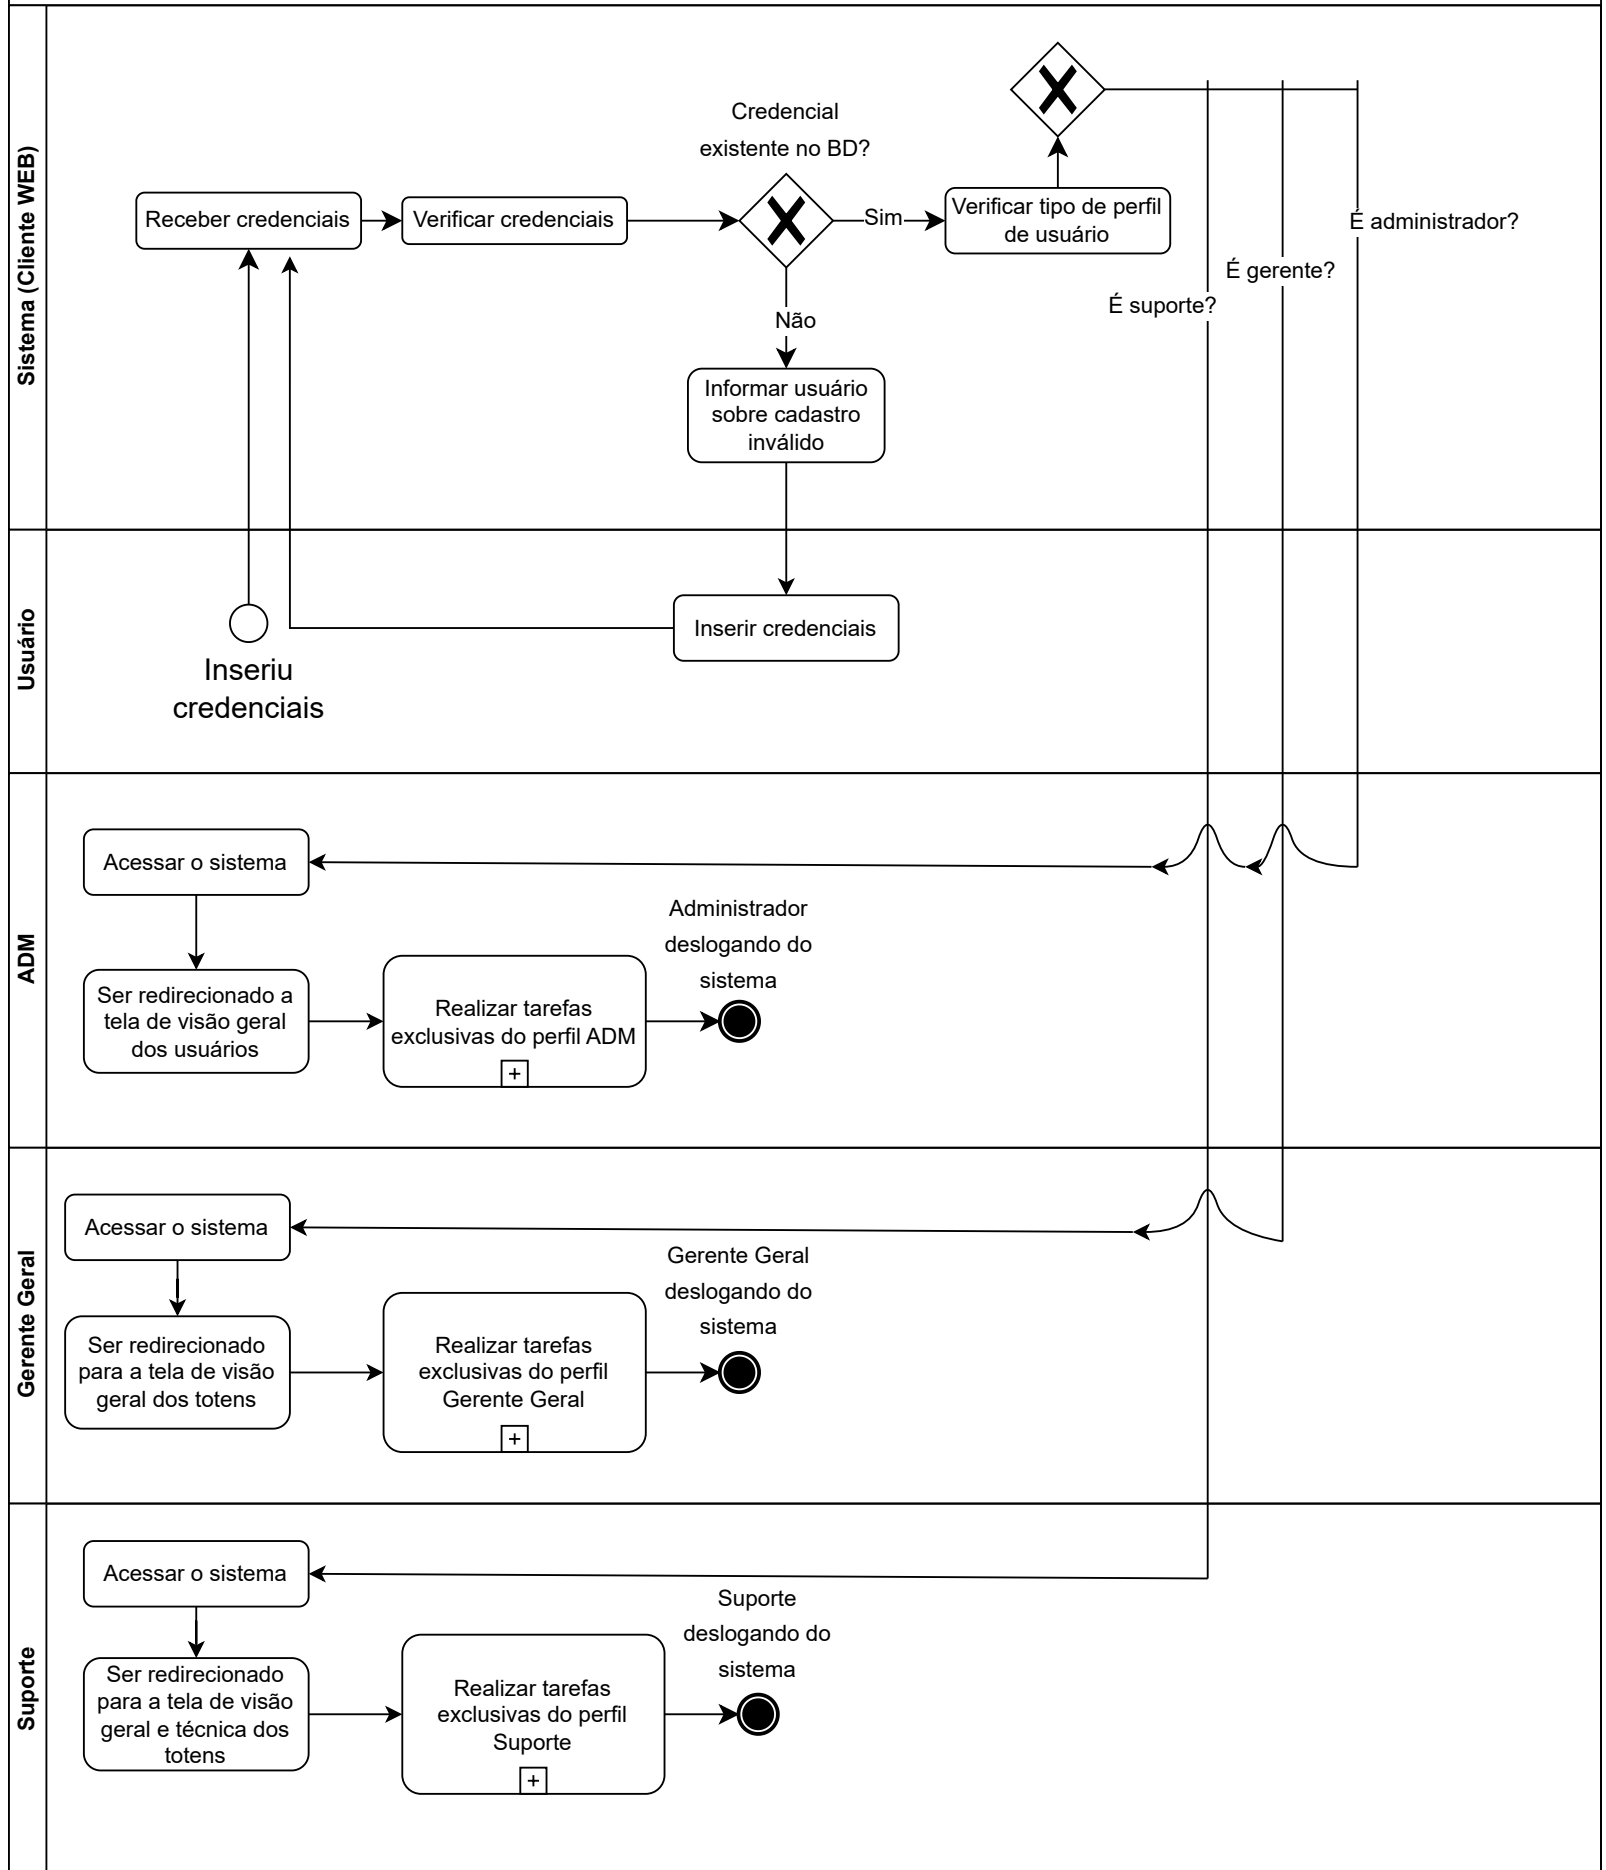 Sistema (Cliente WEB)
Credencial
existente no BD?
Receber credenciais
Verificar credenciais
Sim
Verificar tipo de perfil
de usuário
É administrador?
É gerente?
É suporte?
Não
Informar usuário
sobre cadastro
inválido
Usuário
Inserir credenciais
Inseriu
credenciais
ADM
Acessar o sistema
Administrador
deslogando do
sistema
Ser redirecionado a
tela de visão geral
dos usuários
Realizar tarefas
exclusivas do perfil ADM
+
Gerente Geral
Acessar o sistema
Gerente Geral
deslogando do
sistema
Ser redirecionado
para a tela de visão
geral dos totens
Realizar tarefas
exclusivas do perfil
Gerente Geral
+
Suporte
Acessar o sistema
Suporte
deslogando do
sistema
Ser redirecionado
para a tela de visão
geral e técnica dos
totens
Realizar tarefas
exclusivas do perfil
Suporte
+